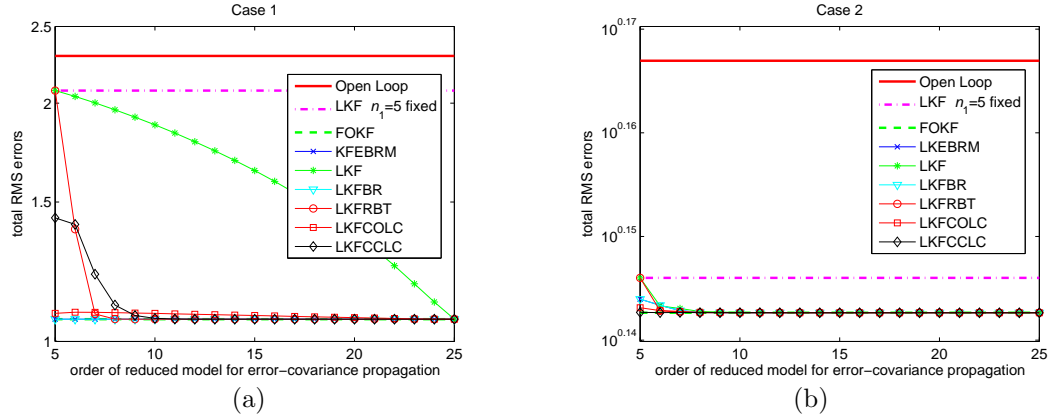 Case 1
2.5
2
1.5
1
total RMS errors
Open Loop
LKF n1=5 fixed
FOKF
KFEBRM
LKF
LKFBR
LKFRBT
LKFCOLC
LKFCCLC
5 10 15 20 25
order of reduced model for error−covariance propagation
(a)
Case 2
10^0.17
10^0.16
10^0.15
10^0.14
total RMS errors
Open Loop
LKF n1=5 fixed
FOKF
LKEBRM
LKF
LKFBR
LKFRBT
LKFCOLC
LKFCCLC
5 10 15 20 25
order of reduced model for error−covariance propagation
(b)